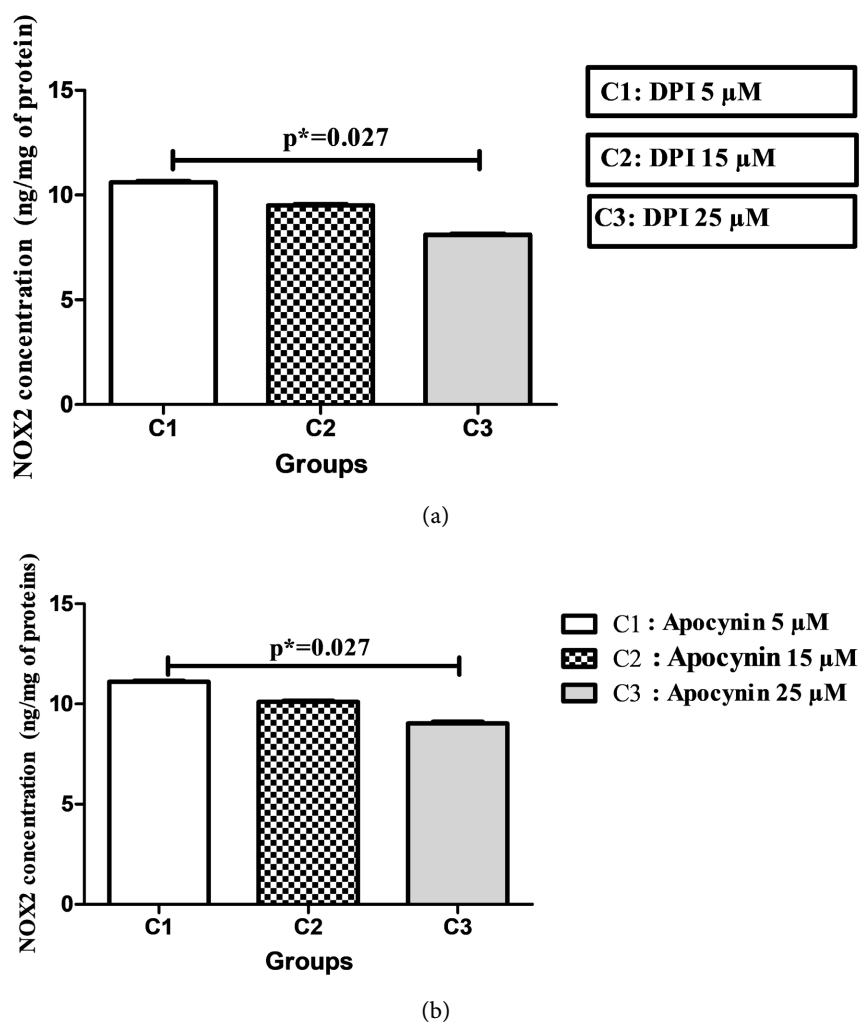 (a)
NOX2 concentration (ng/mg of protein)
15
10
5
0
p*=0.027
C1
C2
C3
Groups
C1: DPI 5 µM
C2: DPI 15 µM
C3: DPI 25 µM
(a)
NOX2 concentration (ng/mg of proteins)
15
10
5
0
p*=0.027
C1
C2
C3
Groups
C1 : Apocynin 5 µM
C2 : Apocynin 15 µM
C3 : Apocynin 25 µM
(b)